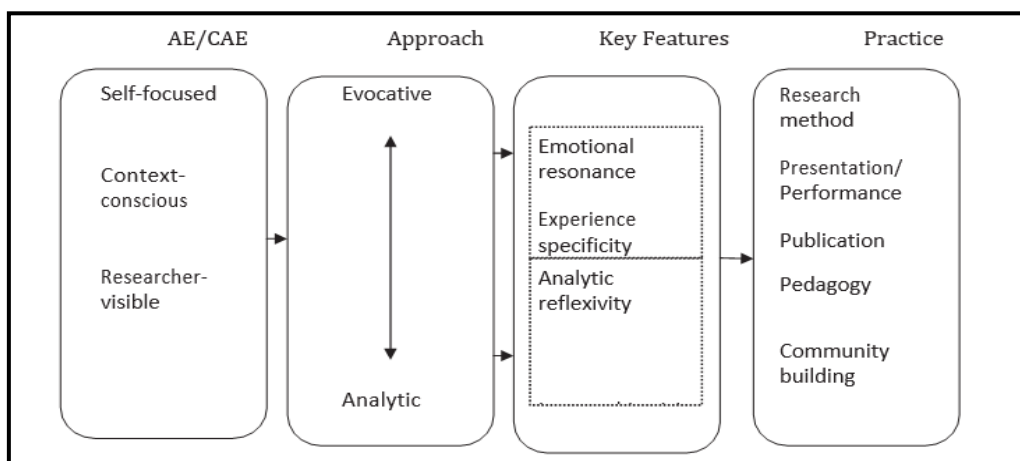 AE/CAE
Approach
Key Features
Practice
Self-focused
Context-
conscious
Researcher-
visible
Evocative
Analytic
Emotional
resonance
Experience
specificity
Analytic
reflexivity
Research
method
Presentation/
Performance
Publication
Pedagogy
Community
building